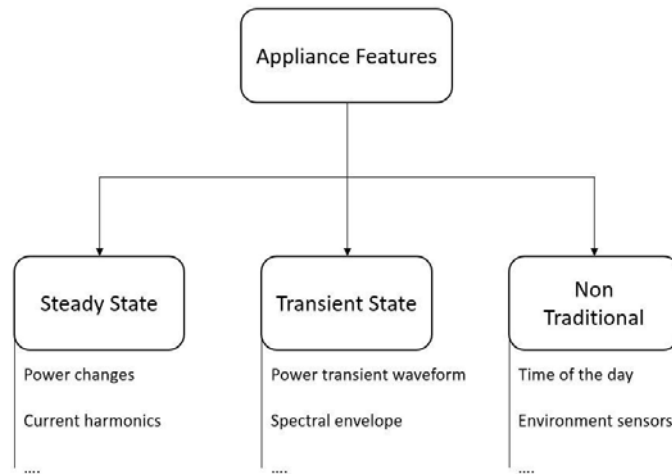 Appliance Features
Steady State
Transient State
Non
Traditional
Power changes
Current harmonics
....
Power transient waveform
Spectral envelope
....
Time of the day
Environment sensors
....